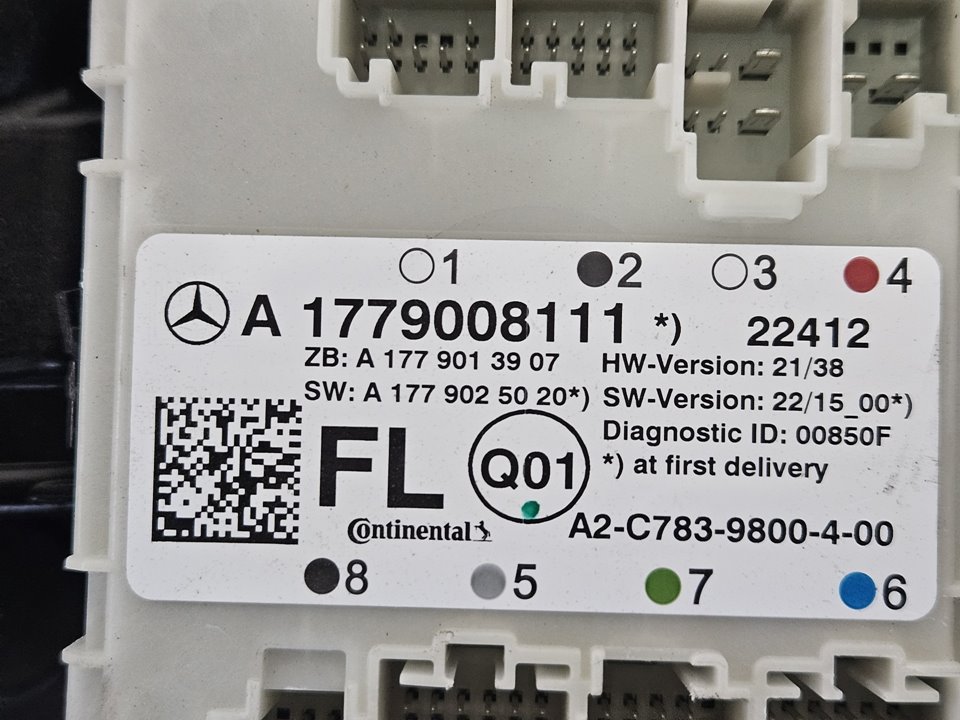 1 2 3 4
A 1779008111 *) 22412
ZB: A 177 901 39 07 HW-Version: 21/38
SW: A 177 902 50 20*) SW-Version: 22/15_00*)
Diagnostic ID: 00850F
FL Q01 *) at first delivery
Continental A2-C783-9800-4-00
8 5 7 6